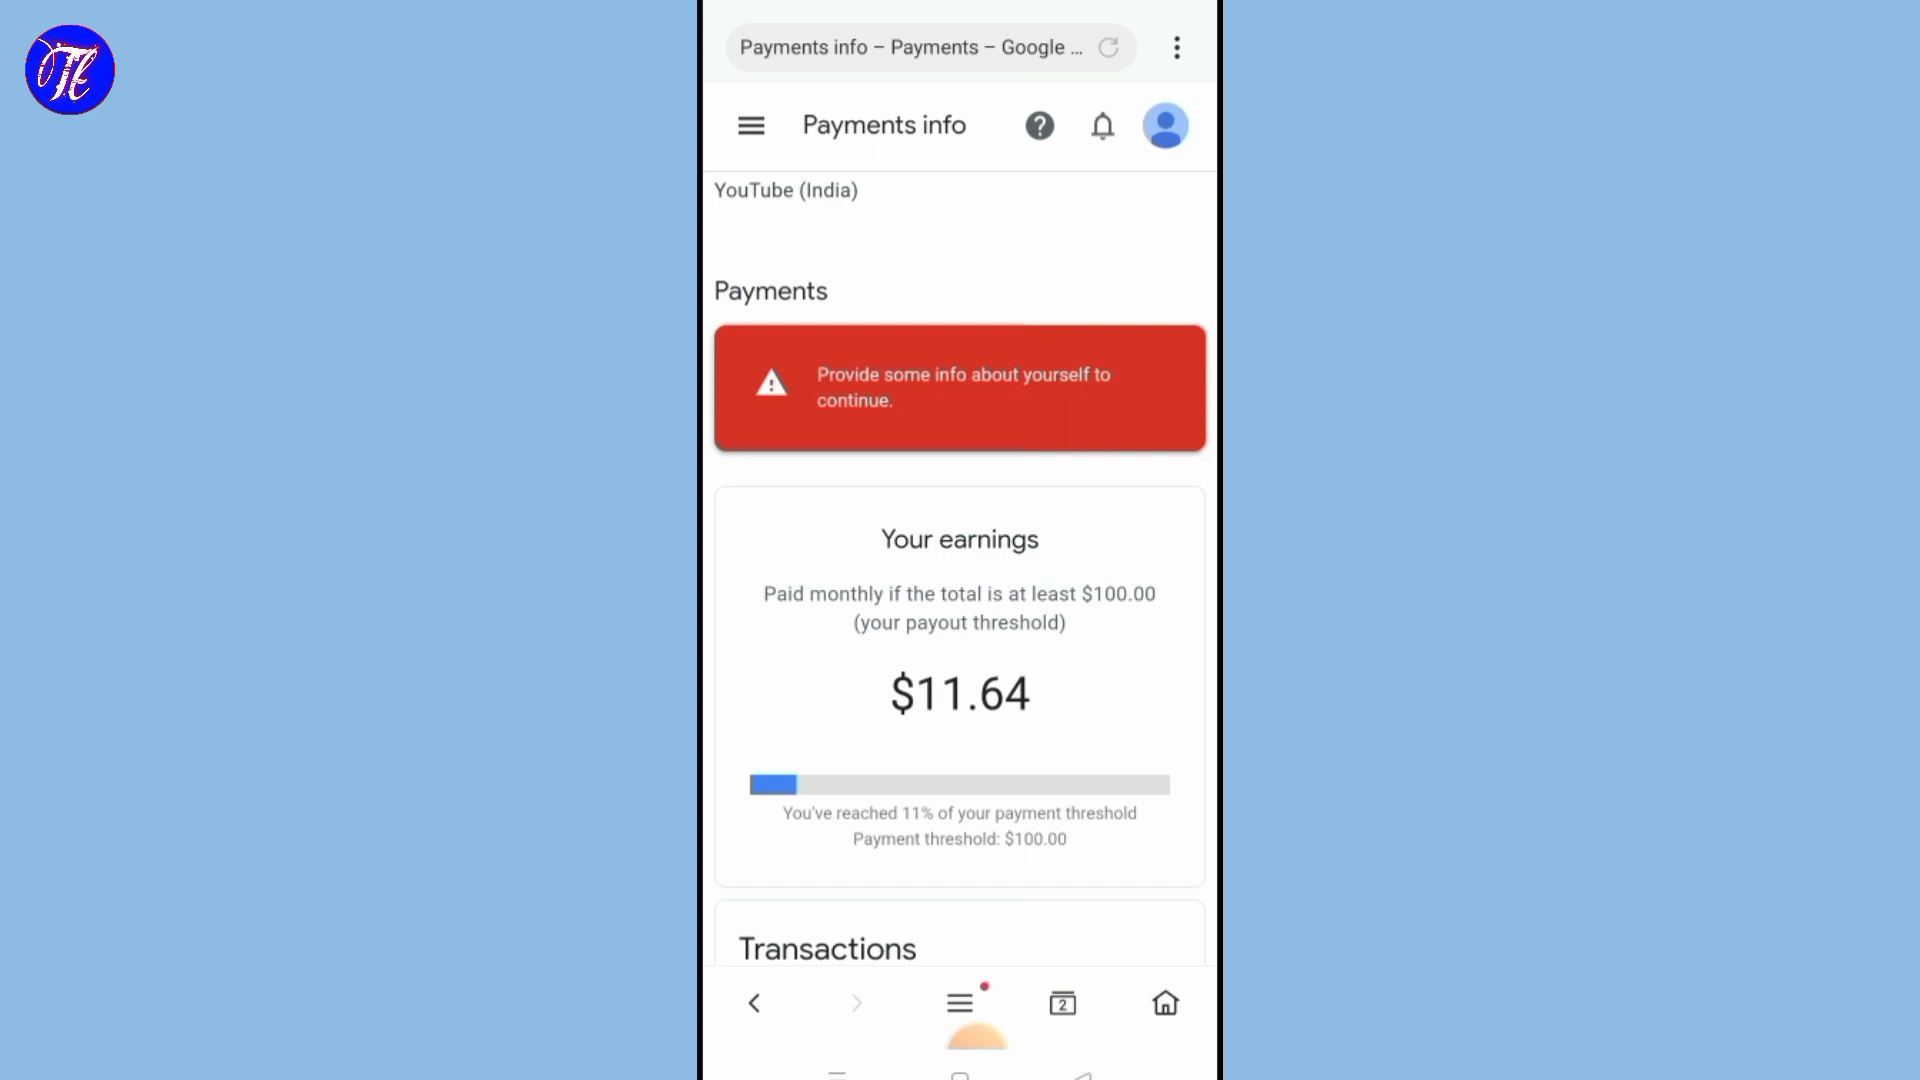 Payments info – Payments – Google ...
Payments info
YouTube (India)
Payments
Provide some info about yourself to
continue.
Your earnings
Paid monthly if the total is at least $100.00
(your payout threshold)
$11.64
You've reached 11% of your payment threshold
Payment threshold: $100.00
Transactions
2